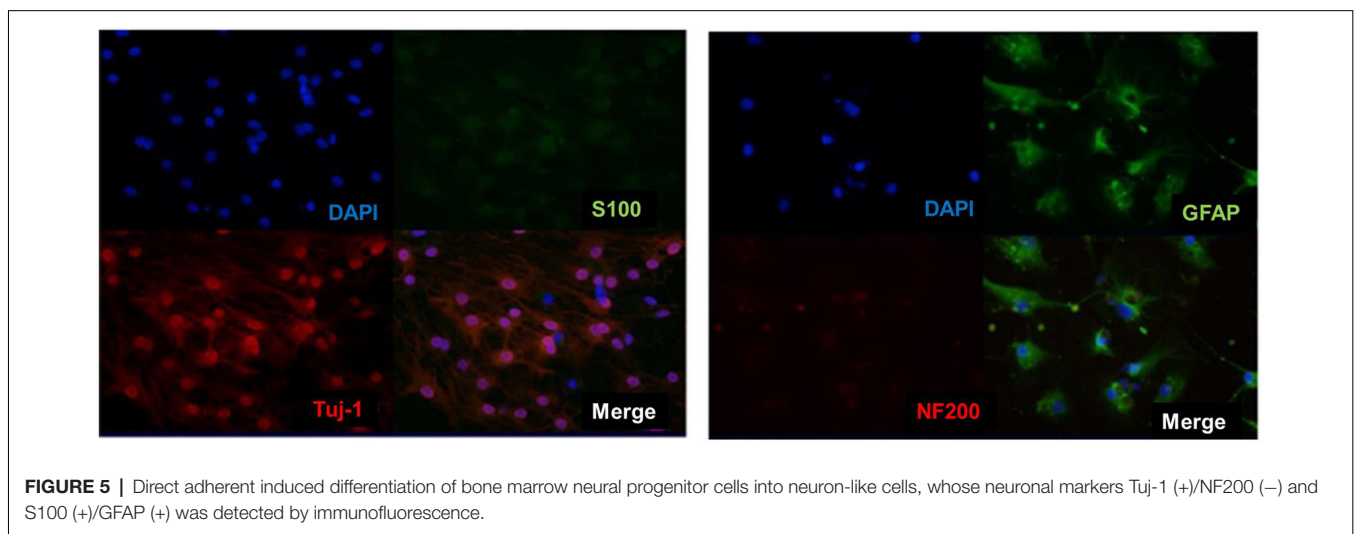 DAPI
S100
Tuj-1
Merge
DAPI
GFAP
NF200
Merge
FIGURE 5 | Direct adherent induced differentiation of bone marrow neural progenitor cells into neuron-like cells, whose neuronal markers Tuj-1 (+)/NF200 (−) and
S100 (+)/GFAP (+) was detected by immunofluorescence.